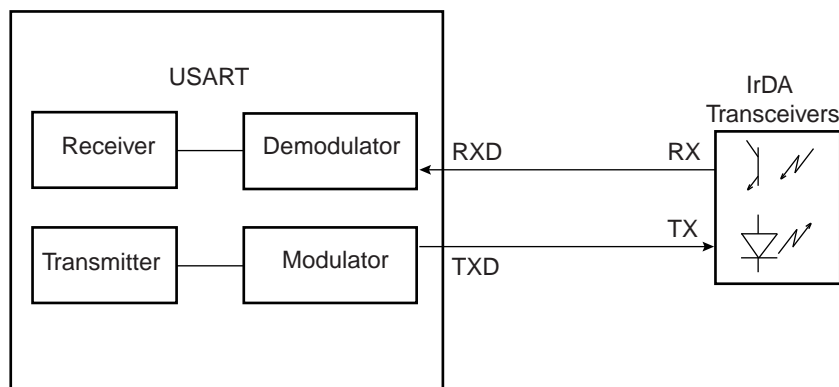 USART
IrDA
Transceivers
Receiver
Demodulator
RXD
RX
Transmitter
Modulator
TXD
TX